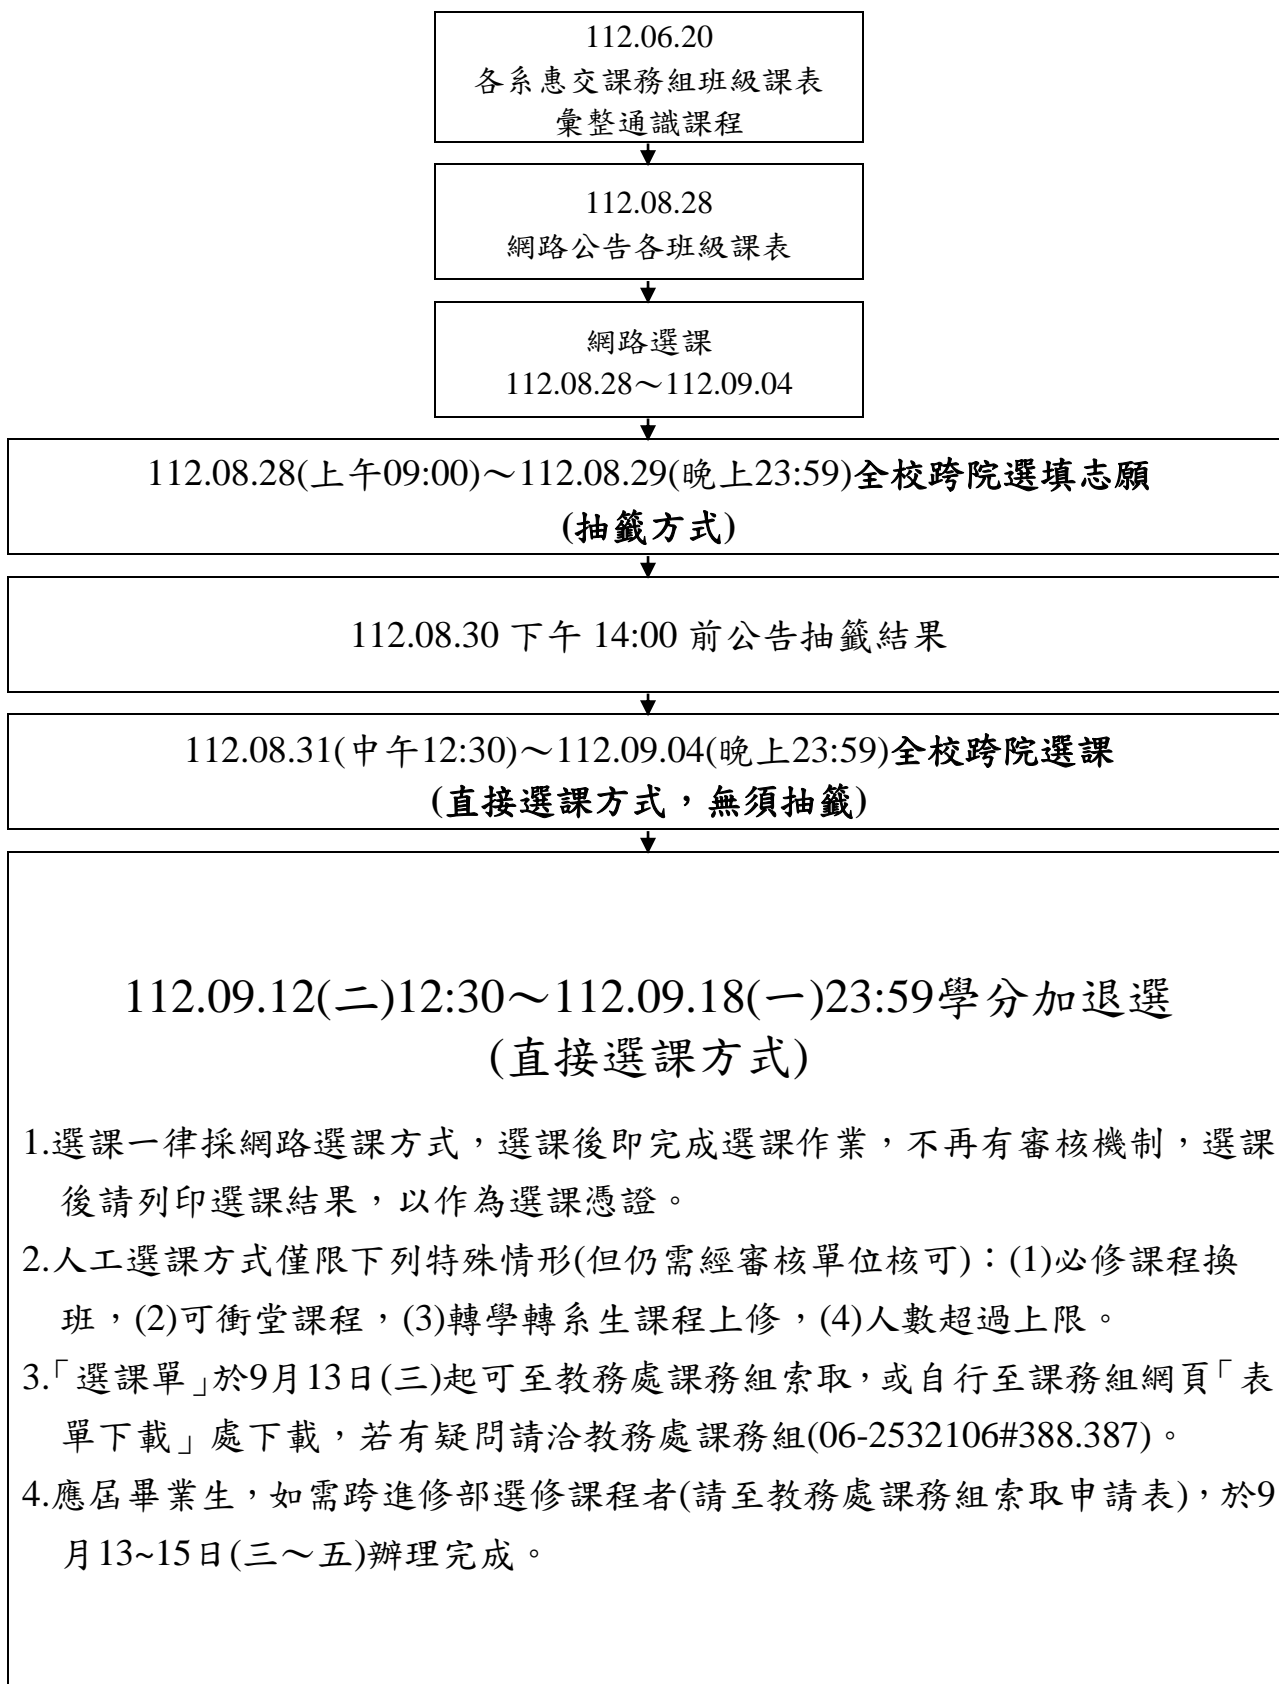 112.06.20
各系惠交課務組班級課表
彙整通識課程
112.08.28
網路公告各班級課表
網路選課
112.08.28～112.09.04
112.08.28(上午09:00)～112.08.29(晚上23:59)全校跨院選填志願
(抽籤方式)
112.08.30 下午 14:00 前公告抽籤結果
112.08.31(中午12:30)～112.09.04(晚上23:59)全校跨院選課
(直接選課方式，無須抽籤)
112.09.12(二)12:30～112.09.18(一)23:59學分加退選
(直接選課方式)
1.選課一律採網路選課方式，選課後即完成選課作業，不再有審核機制，選課
後請列印選課結果，以作為選課憑證。
2.人工選課方式僅限下列特殊情形(但仍需經審核單位核可)：(1)必修課程換
班，(2)可衝堂課程，(3)轉學轉系生課程上修，(4)人數超過上限。
3.「選課單」於9月13日(三)起可至教務處課務組索取，或自行至課務組網頁「表
單下載」處下載，若有疑問請洽教務處課務組(06-2532106#388.387)。
4.應屆畢業生，如需跨進修部選修課程者(請至教務處課務組索取申請表)，於9
月13~15日(三～五)辦理完成。